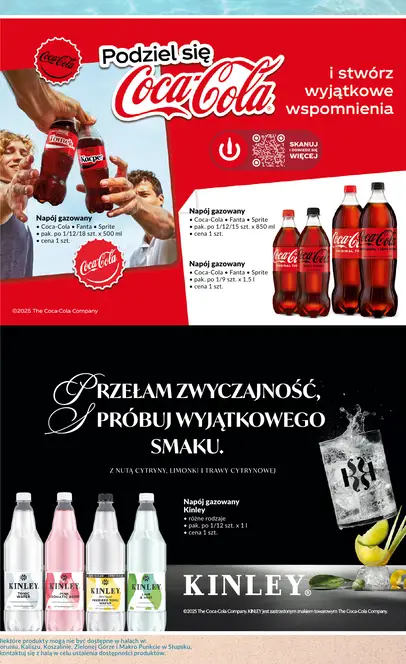 Podziel się
Coca-Cola
i stwórz
wyjątkowe
wspomnienia
SKANUJ
I DOWIEDZ SIĘ
WIĘCEJ
Napój gazowany
• Coca-Cola • Fanta • Sprite
• pak. po 1/12/18 szt. x 500 ml
• cena 1 szt.
Napój gazowany
• Coca-Cola • Fanta • Sprite
• pak. po 1/12/15 szt. x 850 ml
• cena 1 szt.
Napój gazowany
• Coca-Cola • Fanta • Sprite
• pak. po 1/9 szt. x 1,5 l
• cena 1 szt.
Coca-Cola
©2025 The Coca-Cola Company
PRZEŁAM ZWYCZAJNOŚĆ,
SPRÓBUJ WYJĄTKOWEGO
SMAKU.
Z NUTĄ CYTRYNY, LIMONKI I TRAWY CYTRYNOWEJ
Napój gazowany
Kinley
• różne rodzaje
• pak. po 1/12 szt. x 1 l
• cena 1 szt.
KINLEY KINLEY KINLEY KINLEY
KINLEY
©2025 The Coca-Cola Company. KINLEY jest zastrzeżonym znakiem towarowym The Coca-Cola Company.
Niektóre produkty mogą nie być dostępne w halach w:
Toruniu, Kaliszu, Koszalinie, Zielonej Górze i Makro Punkcie w Słupsku,
skontaktuj się z halą w celu ustalenia dostępności produktów.